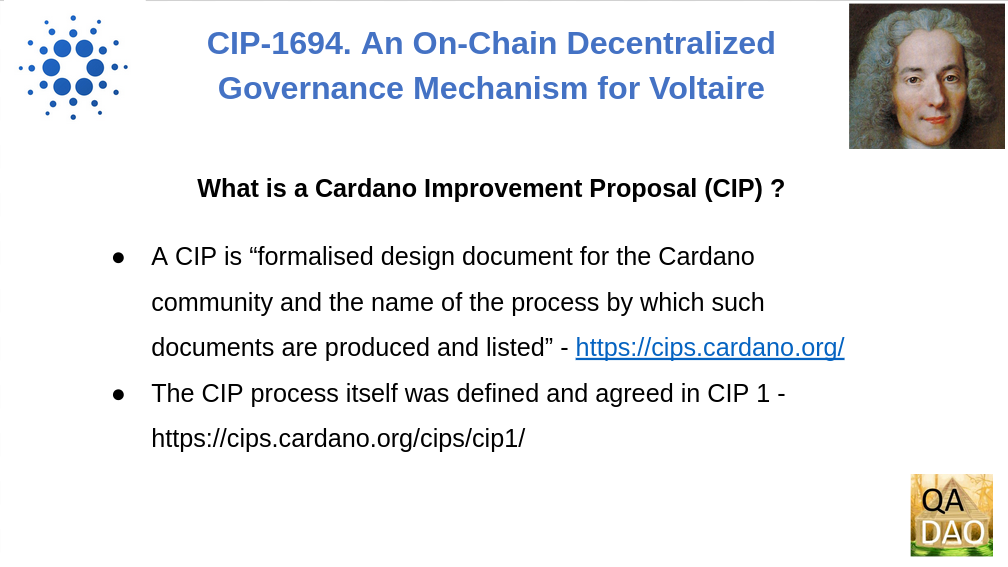 CIP-1694. An On-Chain Decentralized
Governance Mechanism for Voltaire
What is a Cardano Improvement Proposal (CIP) ?
● A CIP is “formalised design document for the Cardano
community and the name of the process by which such
documents are produced and listed” - https://cips.cardano.org/
● The CIP process itself was defined and agreed in CIP 1 -
https://cips.cardano.org/cips/cip1/
QA
DAO